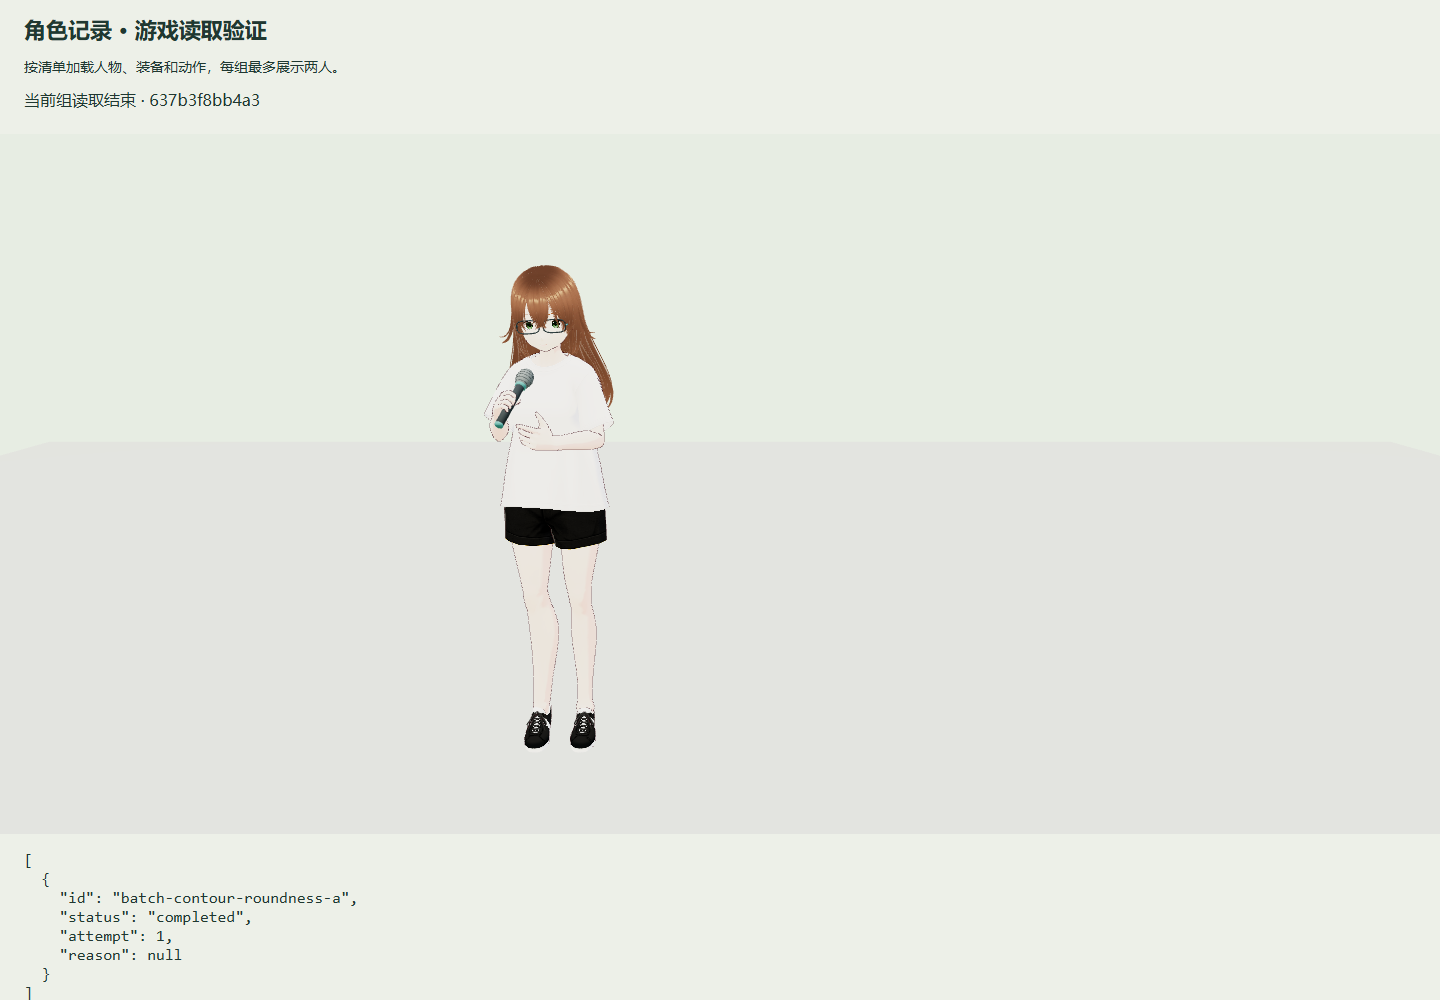 角色记录 • 游戏读取验证
按清单加载人物、装备和动作，每组最多展示两人。
当前组读取结束 · 637b3f8bb4a3
[
  {
    "id": "batch-contour-roundness-a",
    "status": "completed",
    "attempt": 1,
    "reason": null
  }
]